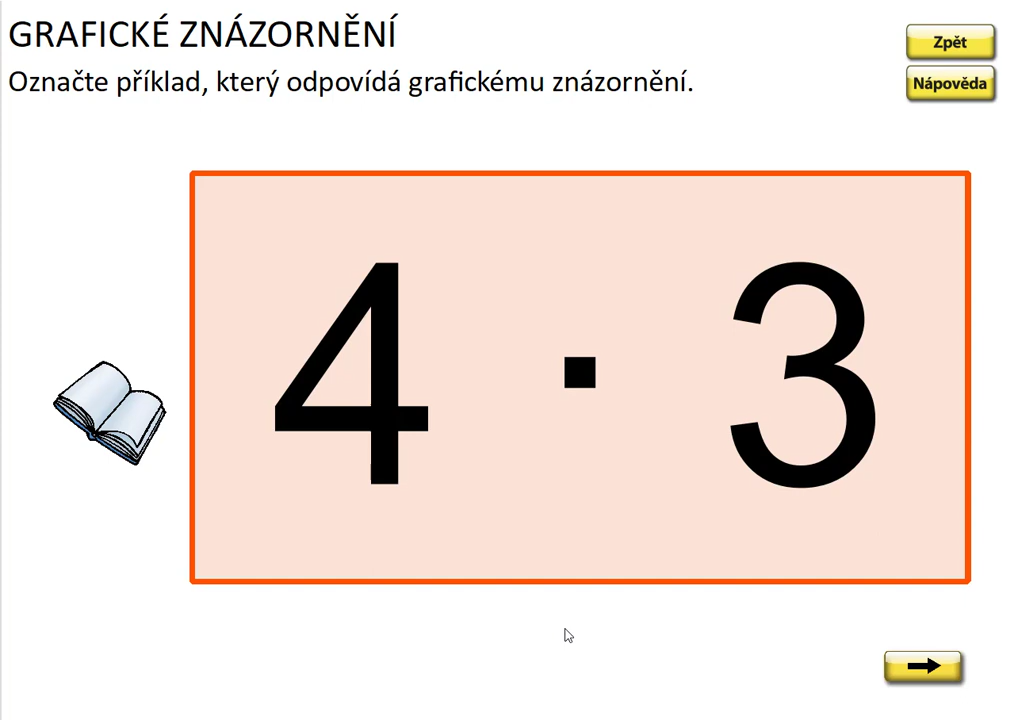 GRAFICKÉ ZNÁZORNĚNÍ
Zpět
Označte příklad, který odpovídá grafickému znázornění.
Nápověda
4 · 3